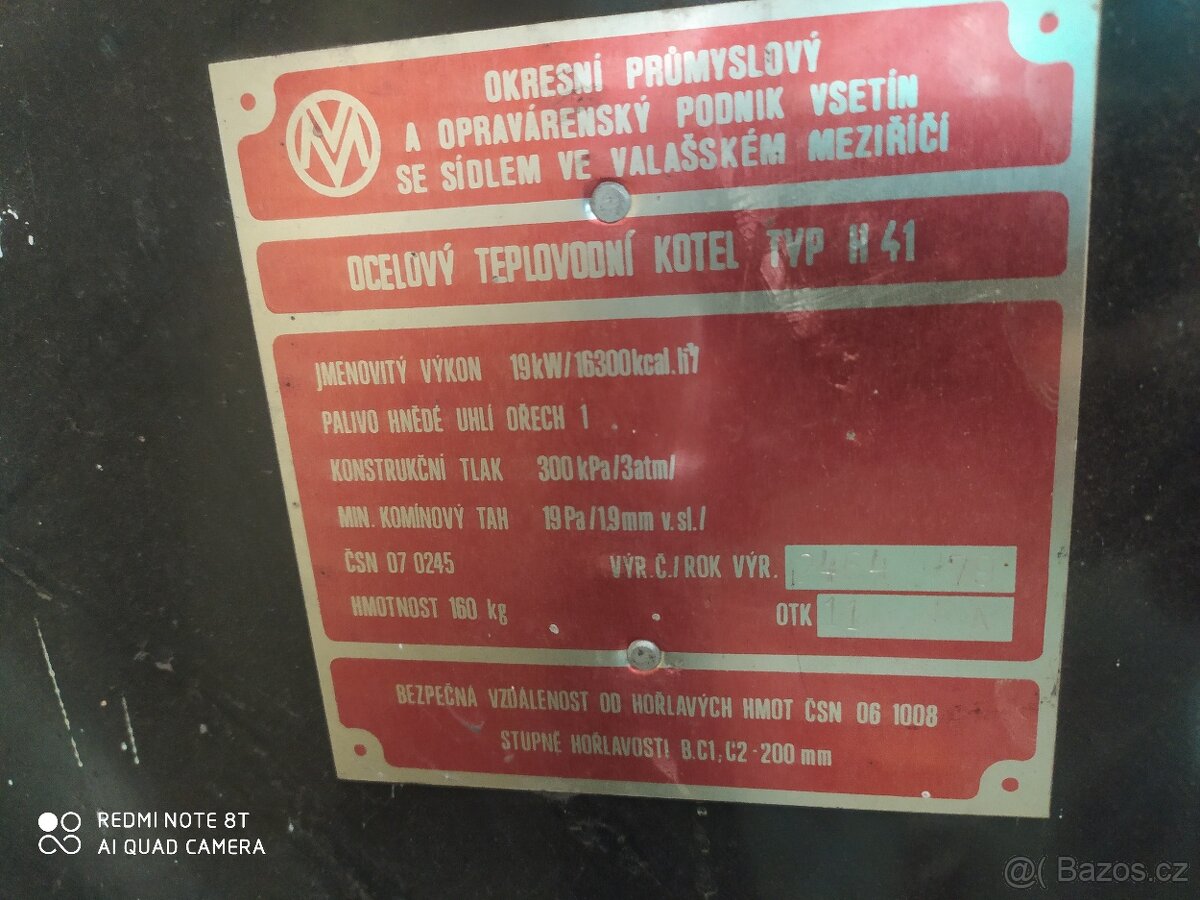 OKRESNÍ PRŮMYSLOVÝ
A OPRAVÁRENSKÝ PODNIK VSETÍN
SE SÍDLEM VE VALAŠSKÉM MEZIŘÍČÍ
OCELOVÝ TEPLOVODNÍ KOTEL TYP H 41
JMENOVITÝ VÝKON 19kW/16300kcal.h⁻¹/
PALIVO HNĚDÉ UHLÍ OŘECH 1
KONSTRUKČNÍ TLAK 300 kPa/3atm/
MIN. KOMÍNOVÝ TAH 19Pa/1,9mm v.sl./
ČSN 07 0245
VÝR.Č./ROK VÝR.
HMOTNOST 160 kg
OTK 11
BEZPEČNÁ VZDÁLENOST OD HOŘLAVÝCH HMOT ČSN 06 1008
STUPNĚ HOŘLAVOSTI B.C1,C2-200 mm
REDMI NOTE 8T
AI QUAD CAMERA
@( Bazos.cz